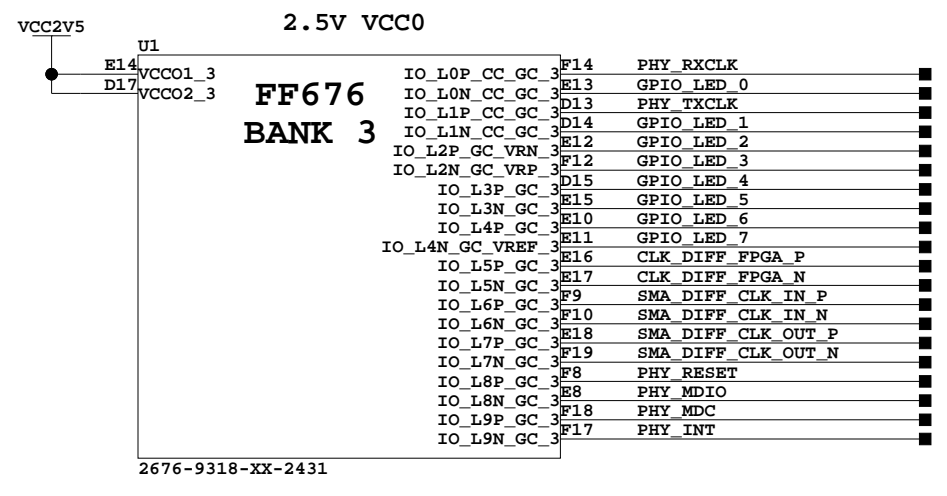 2.5V VCC0
VCC2V5
U1
E14 VCCO1_3
D17 VCCO2_3
FF676
BANK 3
IO_L0P_CC_GC_3 F14 PHY_RXCLK
IO_L0N_CC_GC_3 E13 GPIO_LED_0
IO_L1P_CC_GC_3 D13 PHY_TXCLK
IO_L1N_CC_GC_3 D14 GPIO_LED_1
IO_L2P_GC_VRN_3 E12 GPIO_LED_2
IO_L2N_GC_VRP_3 F12 GPIO_LED_3
IO_L3P_GC_3 D15 GPIO_LED_4
IO_L3N_GC_3 E15 GPIO_LED_5
IO_L4P_GC_3 E10 GPIO_LED_6
IO_L4N_GC_VREF_3 E11 GPIO_LED_7
IO_L5P_GC_3 E16 CLK_DIFF_FPGA_P
IO_L5N_GC_3 E17 CLK_DIFF_FPGA_N
IO_L6P_GC_3 F9 SMA_DIFF_CLK_IN_P
IO_L6N_GC_3 F10 SMA_DIFF_CLK_IN_N
IO_L7P_GC_3 E18 SMA_DIFF_CLK_OUT_P
IO_L7N_GC_3 F19 SMA_DIFF_CLK_OUT_N
IO_L8P_GC_3 F8 PHY_RESET
IO_L8N_GC_3 E8 PHY_MDIO
IO_L9P_GC_3 F18 PHY_MDC
IO_L9N_GC_3 F17 PHY_INT
2676-9318-XX-2431